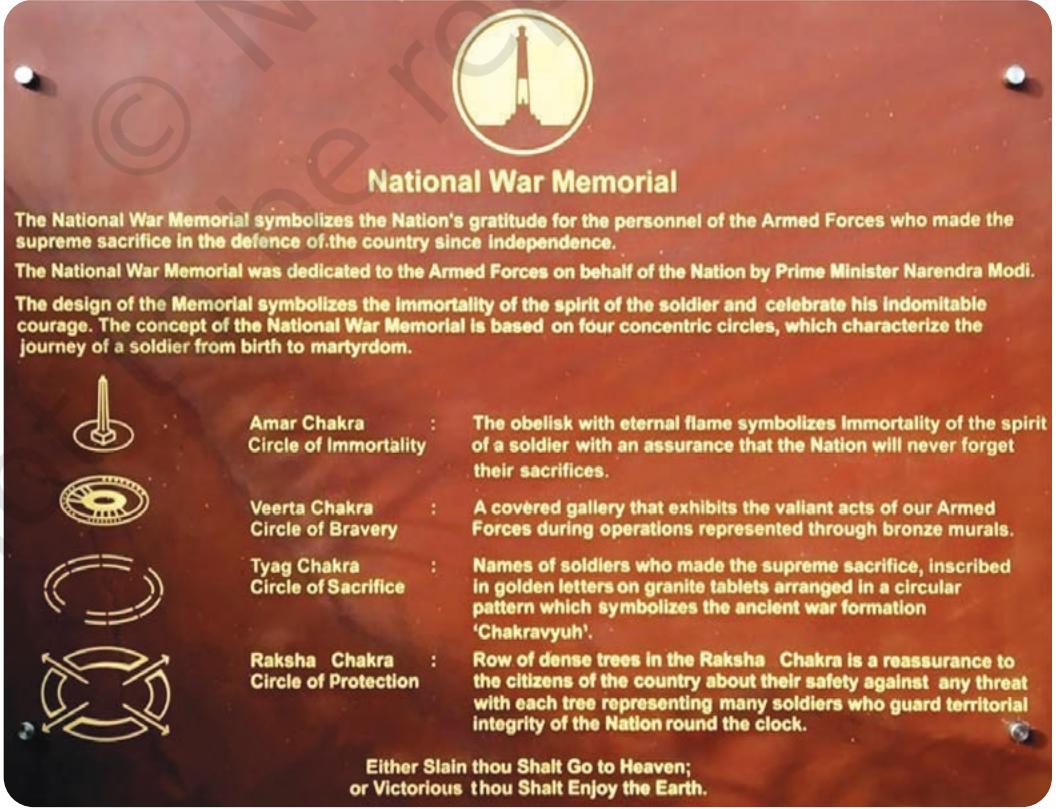 National War Memorial
The National War Memorial symbolizes the Nation's gratitude for the personnel of the Armed Forces who made the
supreme sacrifice in the defence of.the country since independence.
The National War Memorial was dedicated to the Armed Forces on behalf of the Nation by Prime Minister Narendra Modi.
The design of the Memorial symbolizes the immortality of the spirit of the soldier and celebrate his indomitable
courage. The concept of the National War Memorial is based on four concentric circles, which characterize the
journey of a soldier from birth to martyrdom.
Amar Chakra : The obelisk with eternal flame symbolizes Immortality of the spirit
Circle of Immortality of a soldier with an assurance that the Nation will never forget
their sacrifices.
Veerta Chakra : A covered gallery that exhibits the valiant acts of our Armed
Circle of Bravery Forces during operations represented through bronze murals.
Tyag Chakra : Names of soldiers who made the supreme sacrifice, inscribed
Circle of Sacrifice in golden letters on granite tablets arranged in a circular
pattern which symbolizes the ancient war formation
‘Chakravyuh’.
Raksha Chakra : Row of dense trees in the Raksha Chakra is a reassurance to
Circle of Protection the citizens of the country about their safety against any threat
with each tree representing many soldiers who guard territorial
integrity of the Nation round the clock.
Either Slain thou Shalt Go to Heaven;
or Victorious thou Shalt Enjoy the Earth.